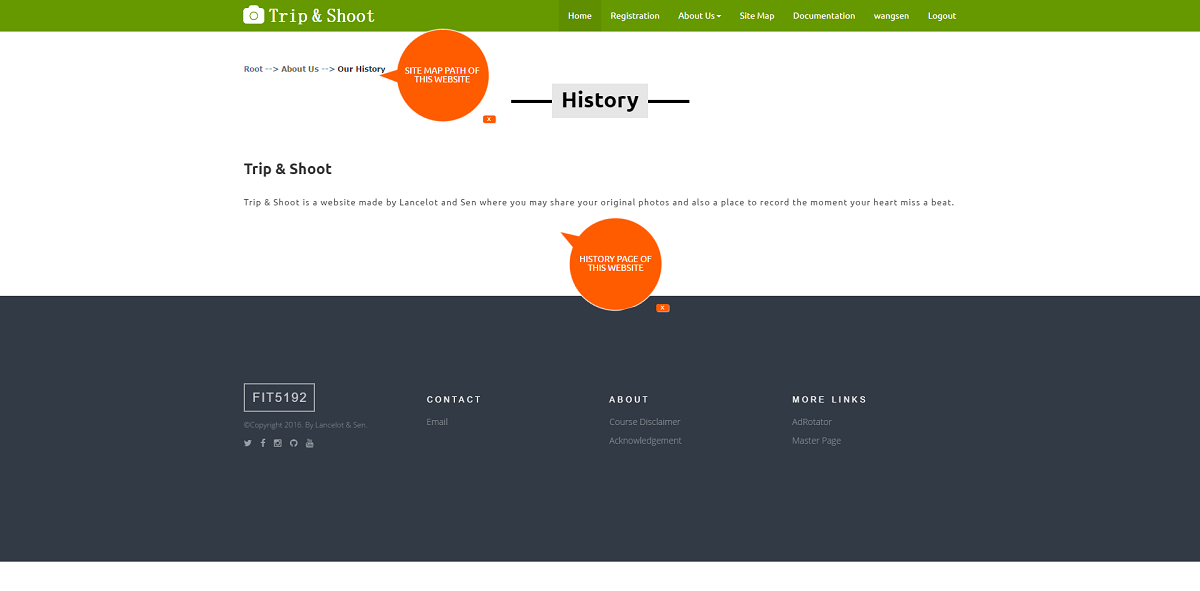 Trip & Shoot
Home Registration About Us Site Map Documentation wangsen Logout
Root --> About Us --> Our History
SITE MAP PATH OF
THIS WEBSITE
X
History
Trip & Shoot
Trip & Shoot is a website made by Lancelot and Sen where you may share your original photos and also a place to record the moment your heart miss a beat.
HISTORY PAGE OF
THIS WEBSITE
X
FIT5192
©Copyright 2016. By Lancelot & Sen.
CONTACT
Email
ABOUT
Course Disclaimer
Acknowledgement
MORE LINKS
AdRotator
Master Page